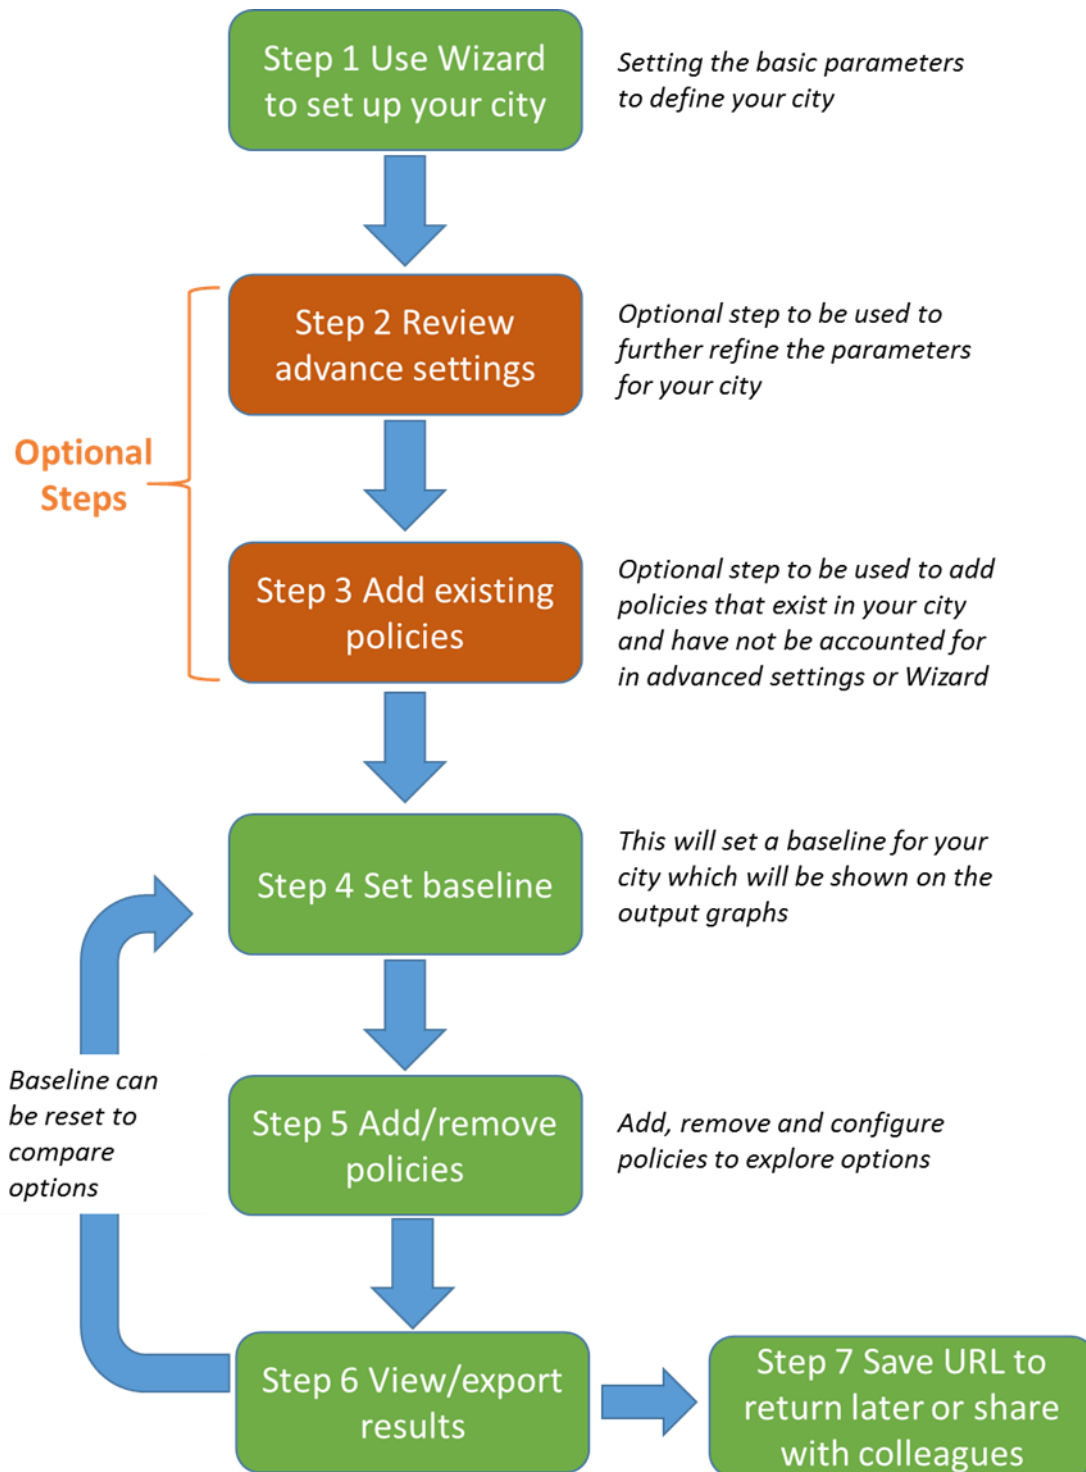 Step 1 Use Wizard
to set up your city
Setting the basic parameters
to define your city
Step 2 Review
advance settings
Optional step to be used to
further refine the parameters
for your city
Optional
Steps
Step 3 Add existing
policies
Optional step to be used to add
policies that exist in your city
and have not be accounted for
in advanced settings or Wizard
Step 4 Set baseline
This will set a baseline for your
city which will be shown on the
output graphs
Baseline can
be reset to
compare
options
Step 5 Add/remove
policies
Add, remove and configure
policies to explore options
Step 6 View/export
results
Step 7 Save URL to
return later or share
with colleagues